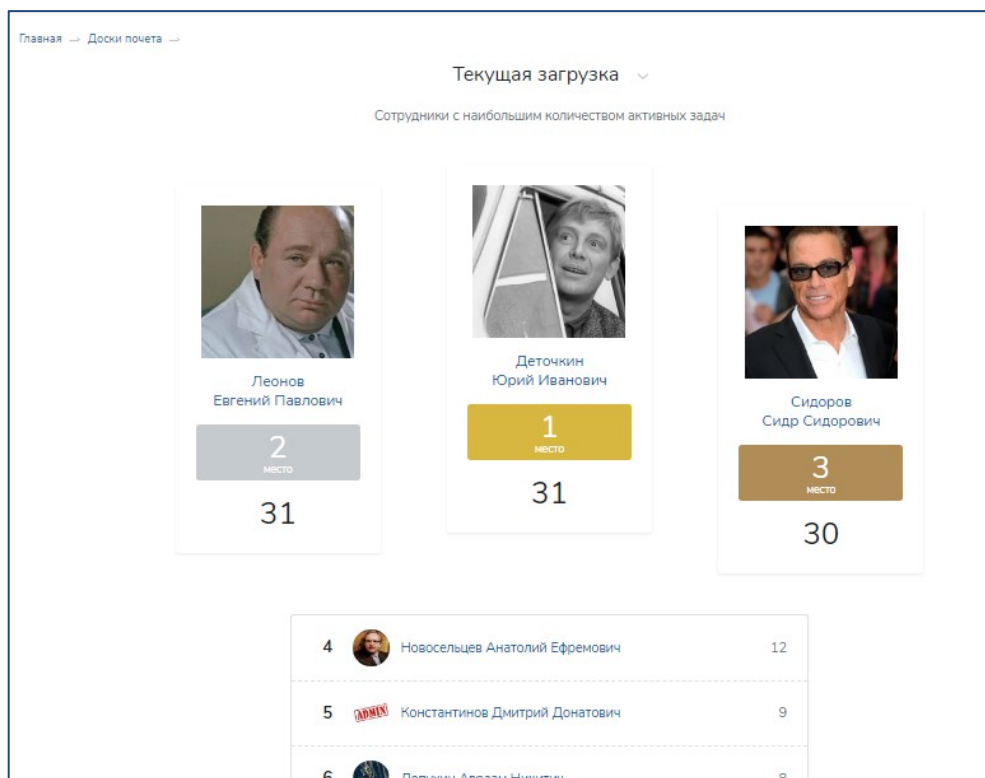 Главная → Доски почета →
Текущая загрузка
Сотрудники с наибольшим количеством активных задач
Леонов
Евгений Павлович
2
место
31
Деточкин
Юрий Иванович
1
место
31
Сидоров
Сидр Сидорович
3
место
30
4 Новосельцев Анатолий Ефремович 12
5 ADMIN Константинов Дмитрий Донатович 9
6 Никитич 8